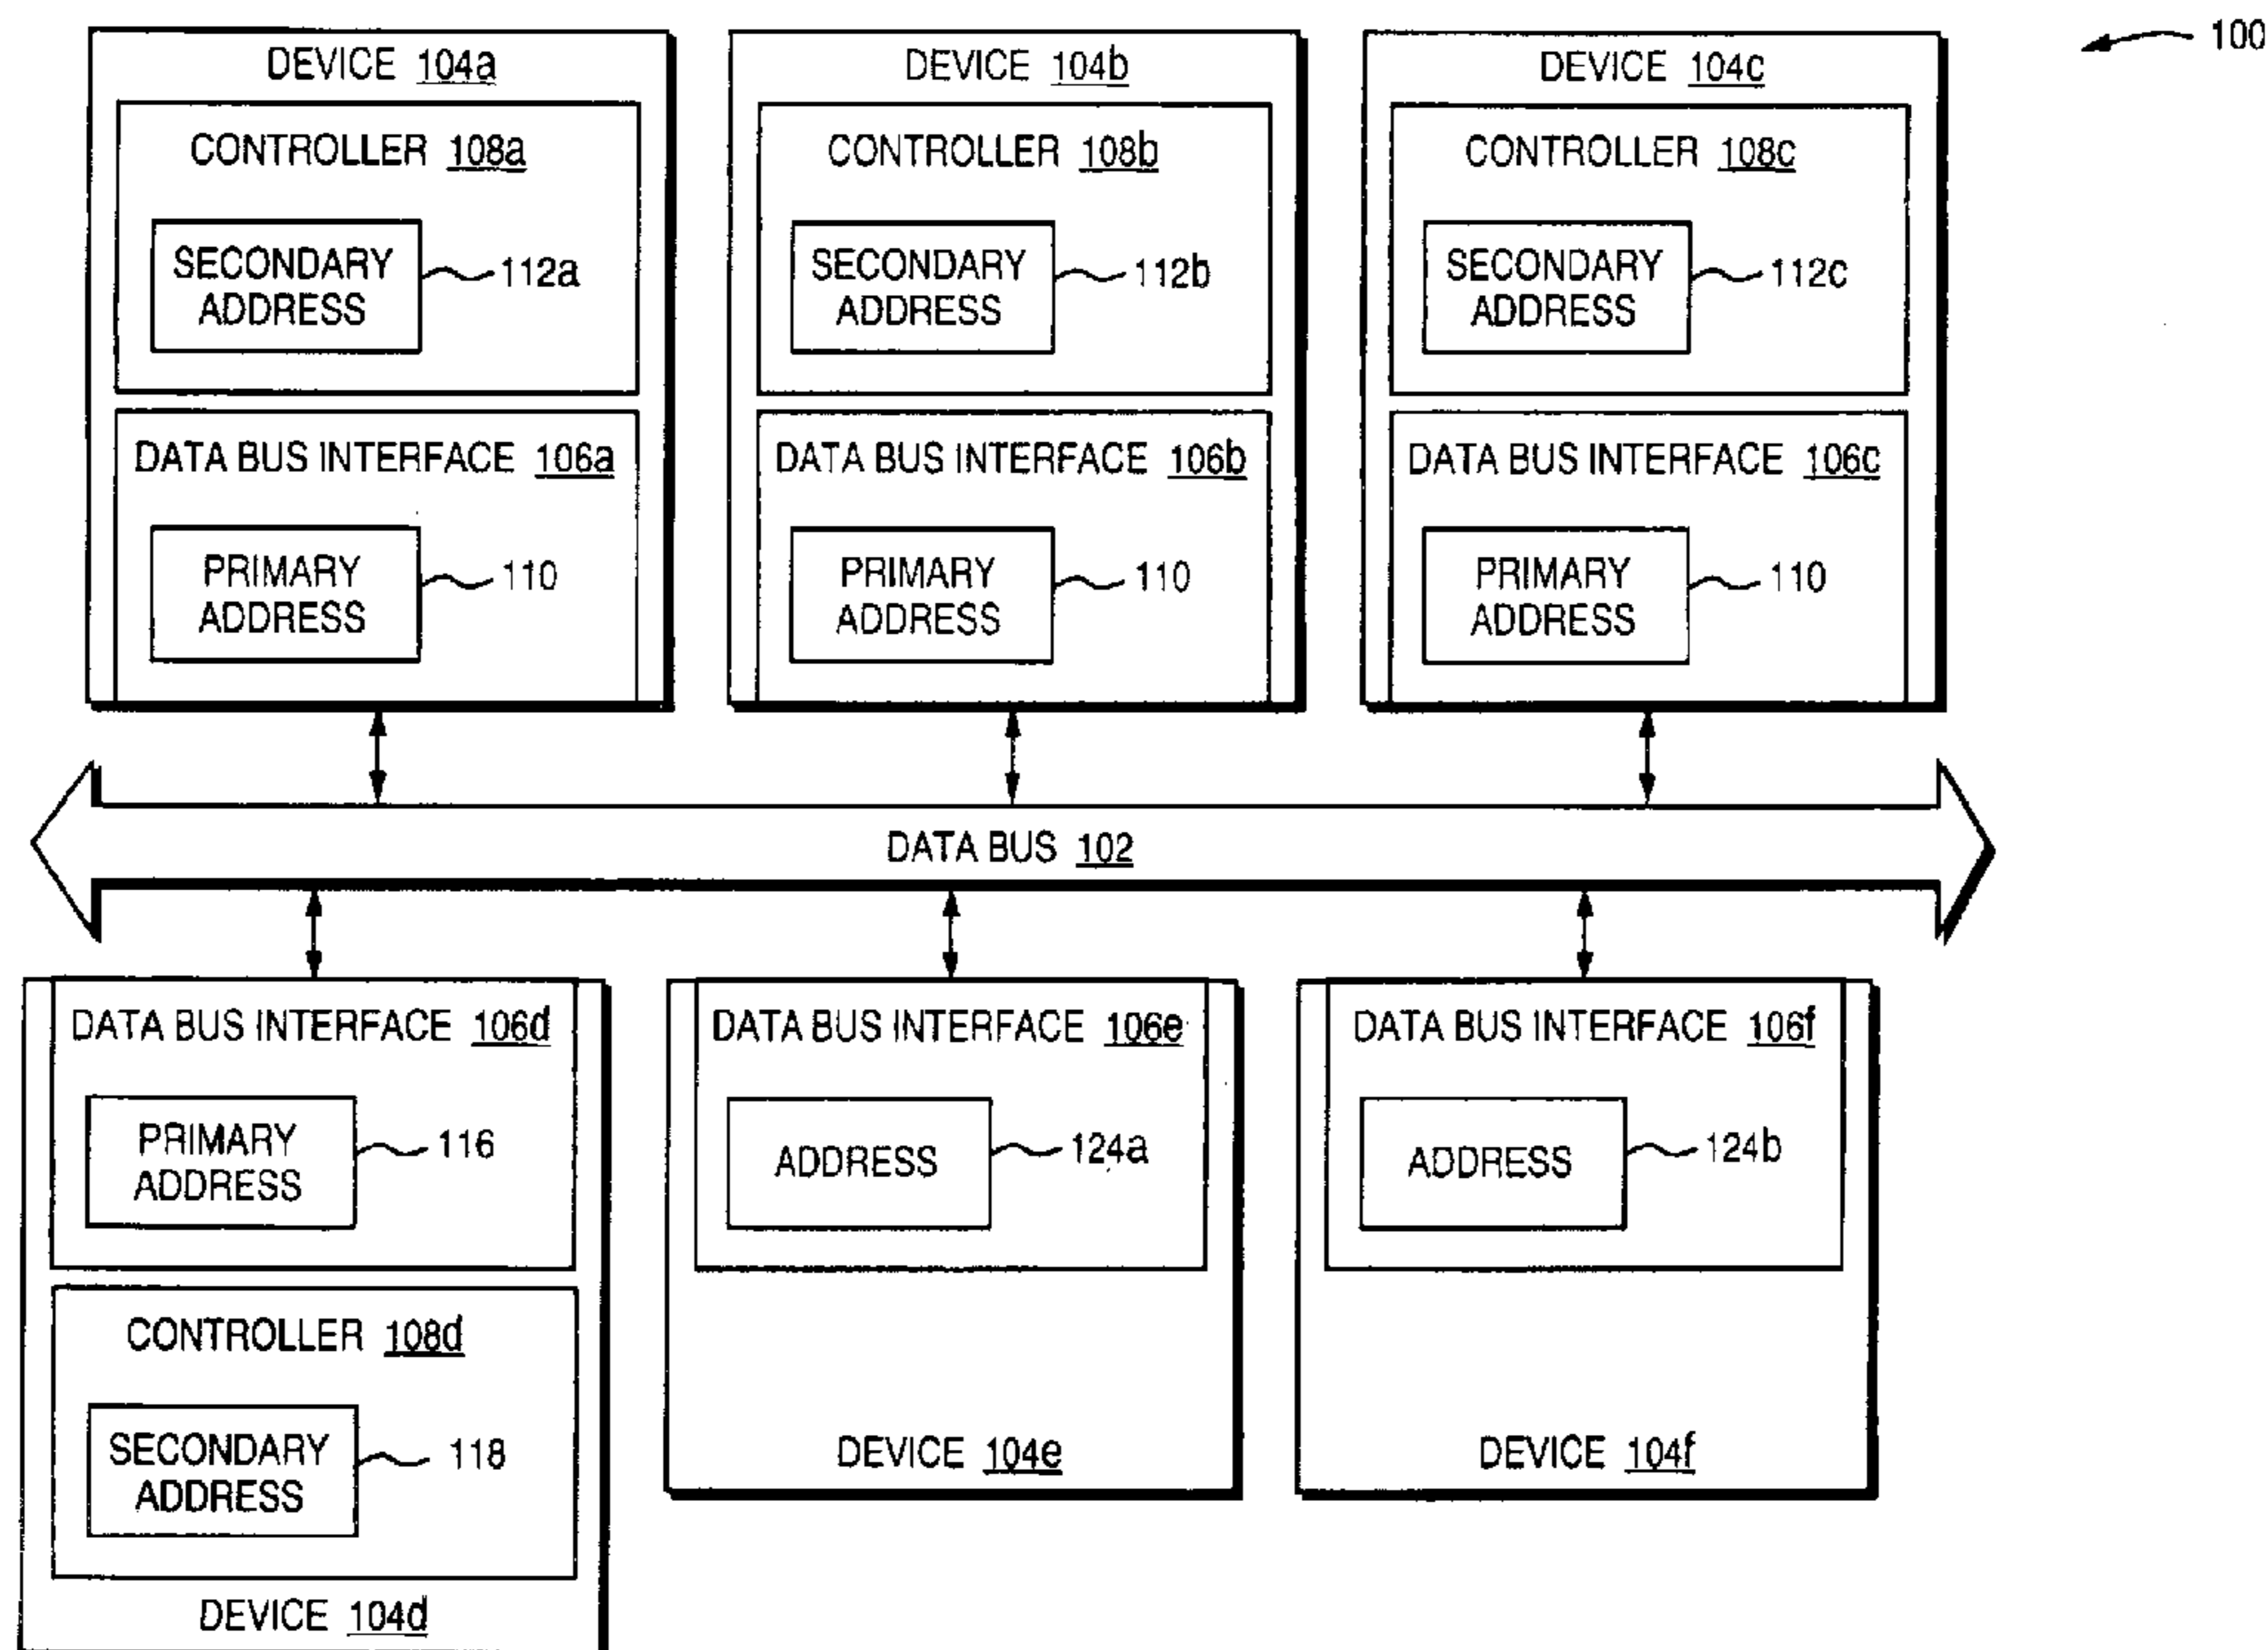 100
DEVICE 104a
CONTROLLER 108a
SECONDARY
ADDRESS
112a
DATA BUS INTERFACE 106a
PRIMARY
ADDRESS
110
DEVICE 104b
CONTROLLER 108b
SECONDARY
ADDRESS
112b
DATA BUS INTERFACE 106b
PRIMARY
ADDRESS
110
DEVICE 104c
CONTROLLER 108c
SECONDARY
ADDRESS
112c
DATA BUS INTERFACE 106c
PRIMARY
ADDRESS
110
DATA BUS 102
DATA BUS INTERFACE 106d
PRIMARY
ADDRESS
116
CONTROLLER 108d
SECONDARY
ADDRESS
118
DEVICE 104d
DATA BUS INTERFACE 106e
ADDRESS
124a
DEVICE 104e
DATA BUS INTERFACE 106f
ADDRESS
124b
DEVICE 104f